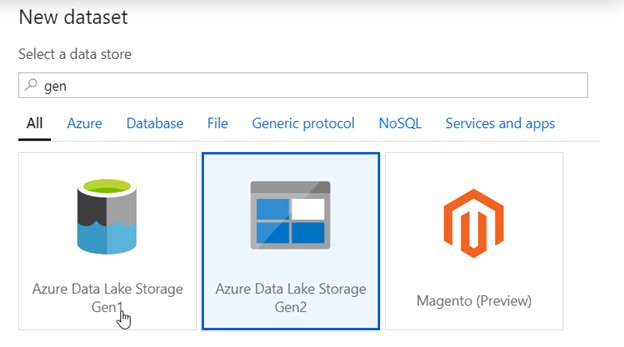 New dataset
Select a data store
gen
All Azure Database File Generic protocol NoSQL Services and apps
Azure Data Lake Storage
Gen1
Azure Data Lake Storage
Gen2
Magento (Preview)